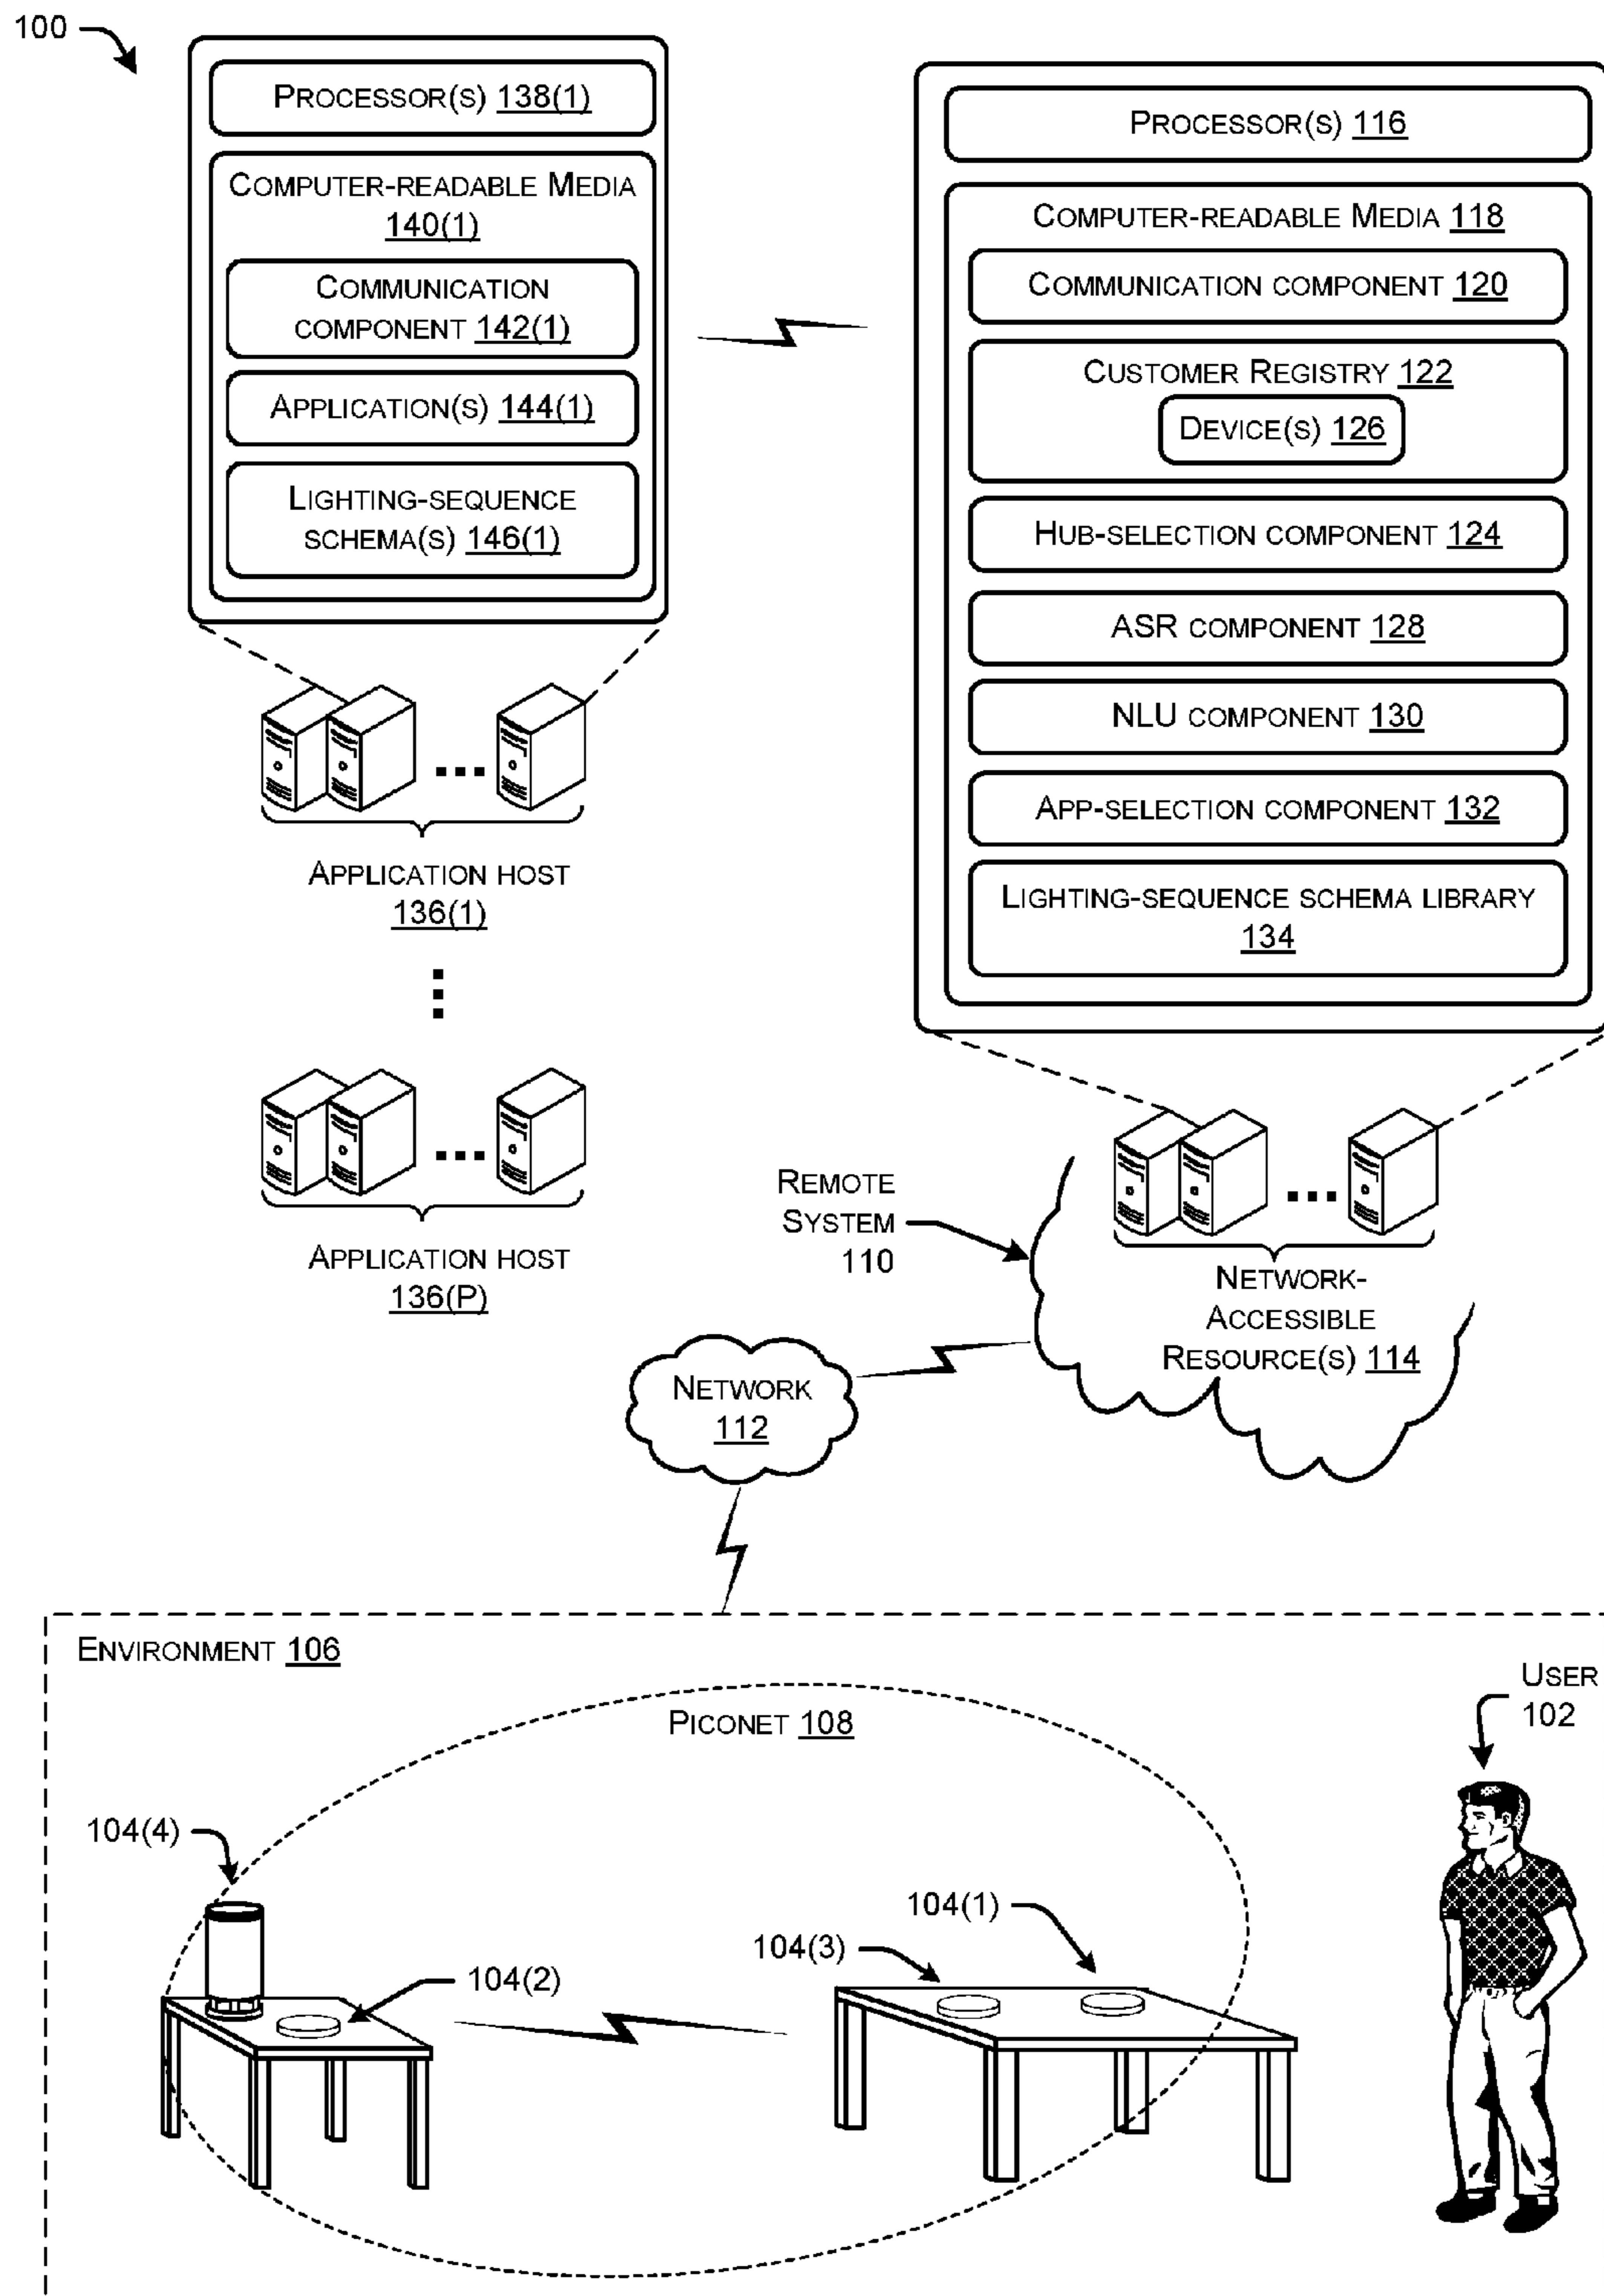 100
PROCESSOR(S) 138(1)
COMPUTER-READABLE MEDIA
140(1)
COMMUNICATION
COMPONENT 142(1)
APPLICATION(S) 144(1)
LIGHTING-SEQUENCE
SCHEMA(S) 146(1)
APPLICATION HOST
136(1)
APPLICATION HOST
136(P)
PROCESSOR(S) 116
COMPUTER-READABLE MEDIA 118
COMMUNICATION COMPONENT 120
CUSTOMER REGISTRY 122
DEVICE(S) 126
HUB-SELECTION COMPONENT 124
ASR COMPONENT 128
NLU COMPONENT 130
APP-SELECTION COMPONENT 132
LIGHTING-SEQUENCE SCHEMA LIBRARY
134
REMOTE
SYSTEM
110
NETWORK-
ACCESSIBLE
RESOURCE(S) 114
NETWORK
112
ENVIRONMENT 106
PICONET 108
USER
102
104(4)
104(2)
104(3)
104(1)